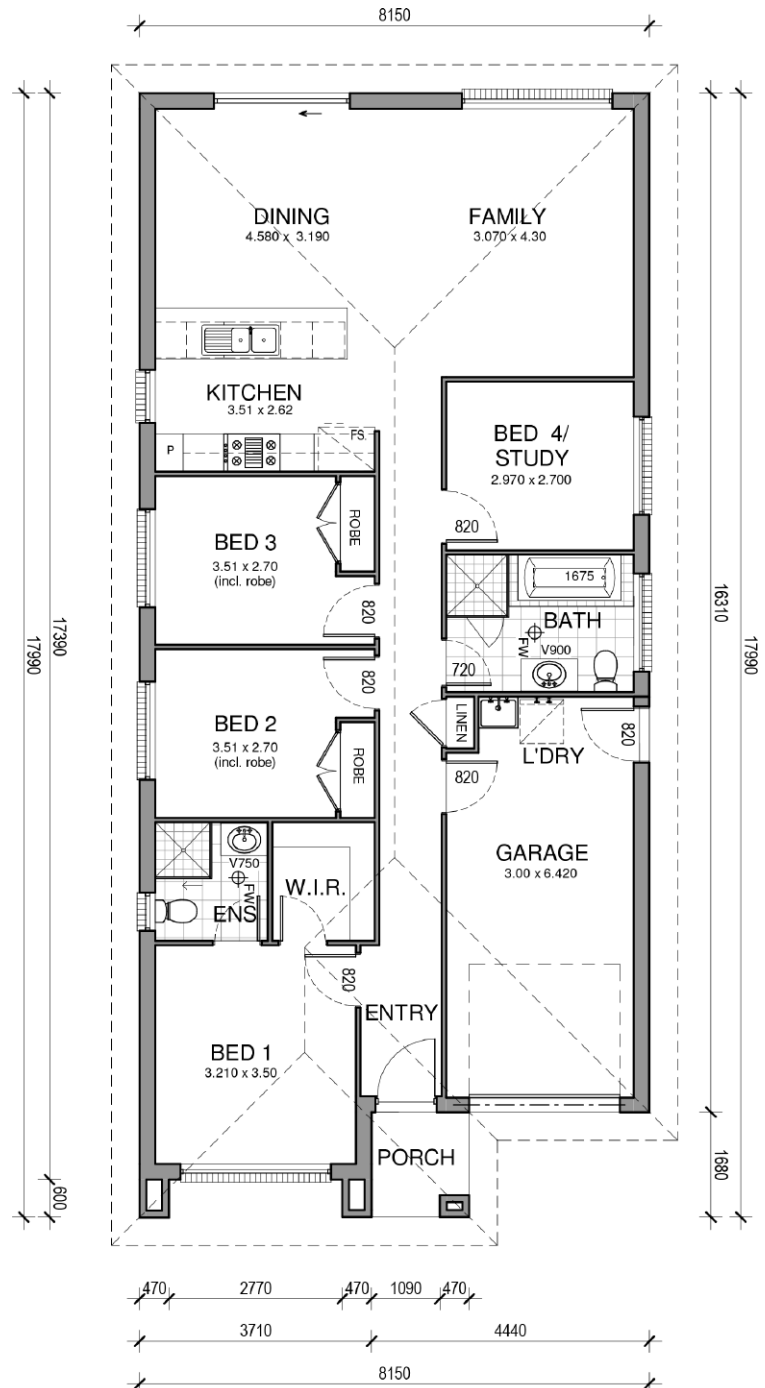 8150
DINING
4.580 x 3.190
FAMILY
3.070 x 4.30
KITCHEN
3.51 x 2.62
P
FS.
BED 4/
STUDY
2.970 x 2.700
820
ROBE
BED 3
3.51 x 2.70
(incl. robe)
820
1675
BATH
FW
V900
720
820
BED 2
3.51 x 2.70
(incl. robe)
ROBE
LINEN
L'DRY
820
820
V750
FW
ENS
W.I.R.
GARAGE
3.00 x 6.420
820
ENTRY
BED 1
3.210 x 3.50
PORCH
17990
17390
600
16310
17990
1680
470
2770
470
1090
470
3710
4440
8150